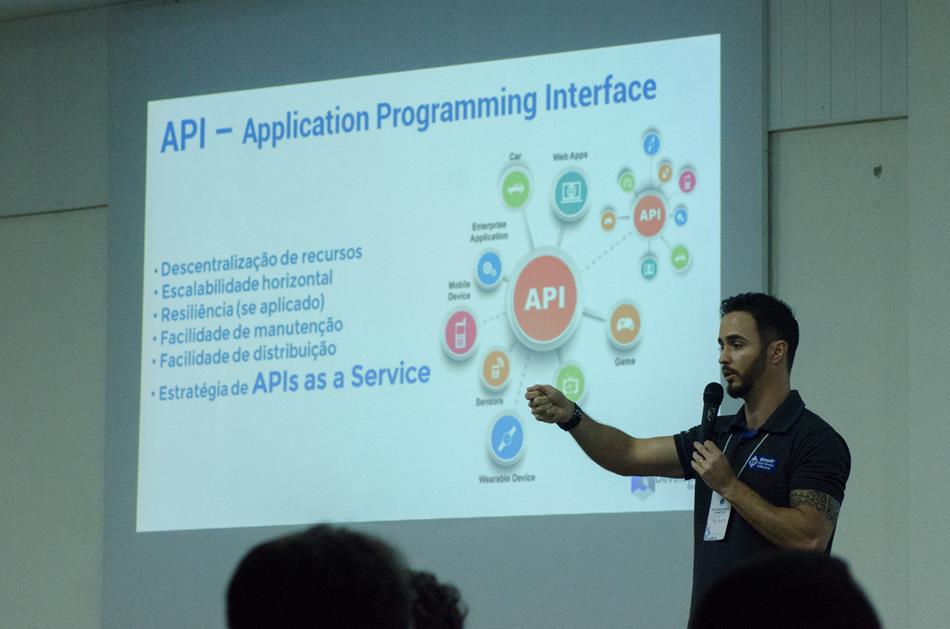 API – Application Programming Interface
• Descentralização de recursos
• Escalabilidade horizontal
• Resiliência (se aplicado)
• Facilidade de manutenção
• Facilidade de distribuição
• Estratégia de APIs as a Service
Car
Web Apps
Enterprise
Application
Mobile
Device
API
API
Game
Sensors
Wearable Device